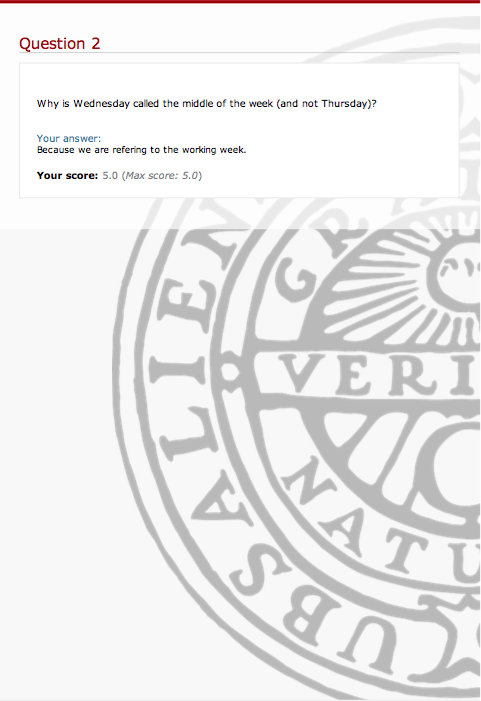 Question 2
Why is Wednesday called the middle of the week (and not Thursday)?
Your answer:
Because we are refering to the working week.
Your score: 5.0 (Max score: 5.0)
UBSALIEN
GRAT
VERI
NATU